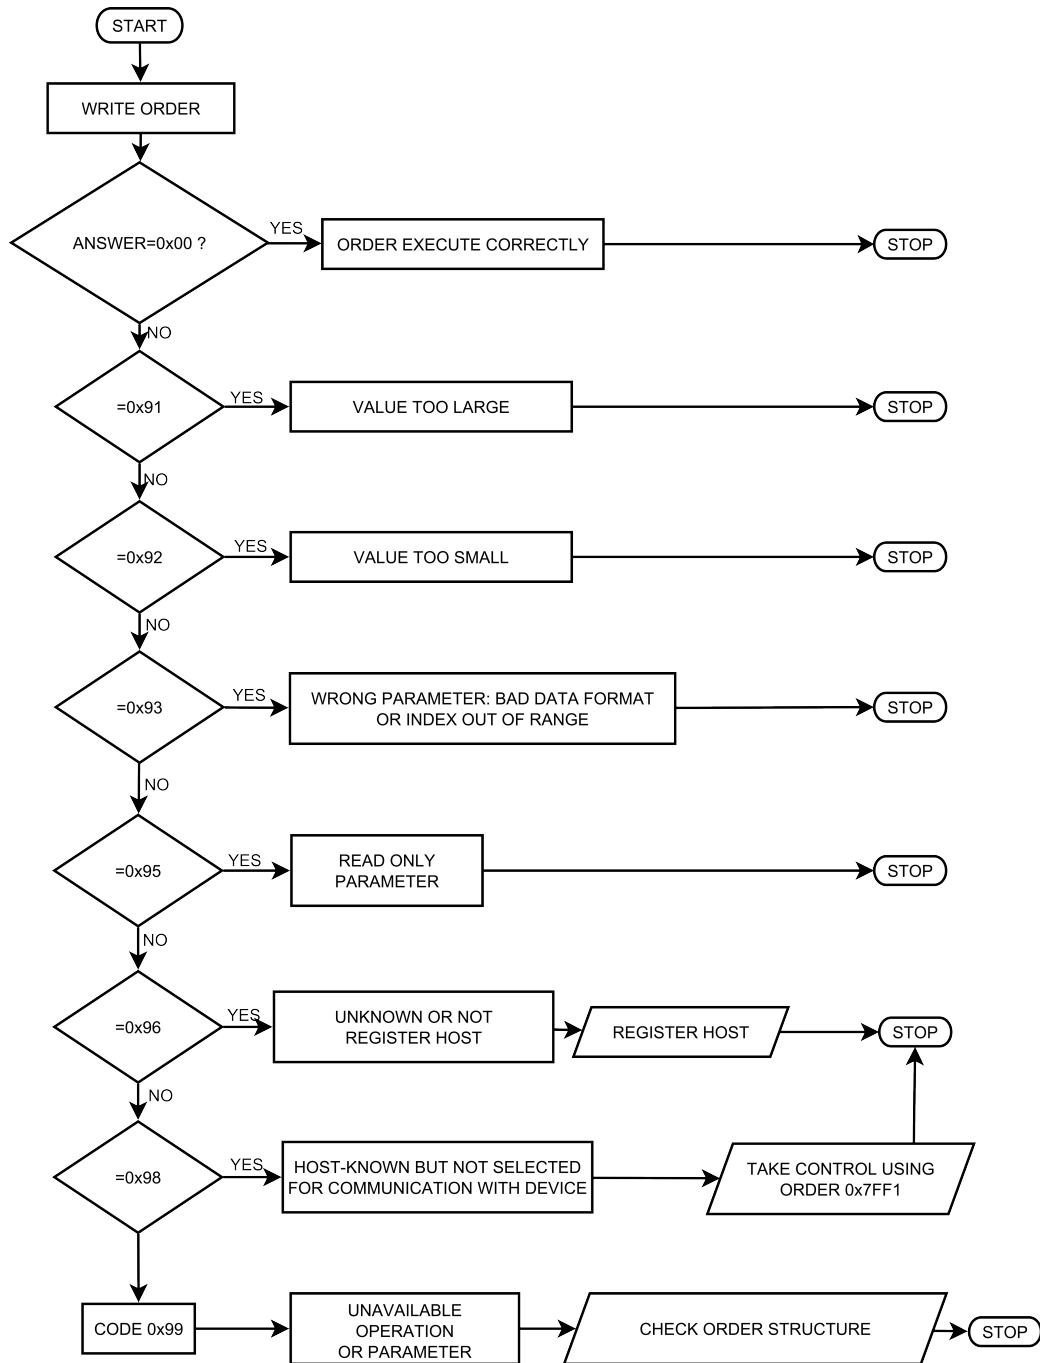 START
WRITE ORDER
ANSWER=0x00 ?
YES
ORDER EXECUTE CORRECTLY
STOP
NO
=0x91
YES
VALUE TOO LARGE
STOP
NO
=0x92
YES
VALUE TOO SMALL
STOP
NO
=0x93
YES
WRONG PARAMETER: BAD DATA FORMAT
OR INDEX OUT OF RANGE
STOP
NO
=0x95
YES
READ ONLY
PARAMETER
STOP
NO
=0x96
YES
UNKNOWN OR NOT
REGISTER HOST
REGISTER HOST
STOP
NO
=0x98
YES
HOST-KNOWN BUT NOT SELECTED
FOR COMMUNICATION WITH DEVICE
TAKE CONTROL USING
ORDER 0x7FF1
CODE 0x99
UNAVAILABLE
OPERATION
OR PARAMETER
CHECK ORDER STRUCTURE
STOP